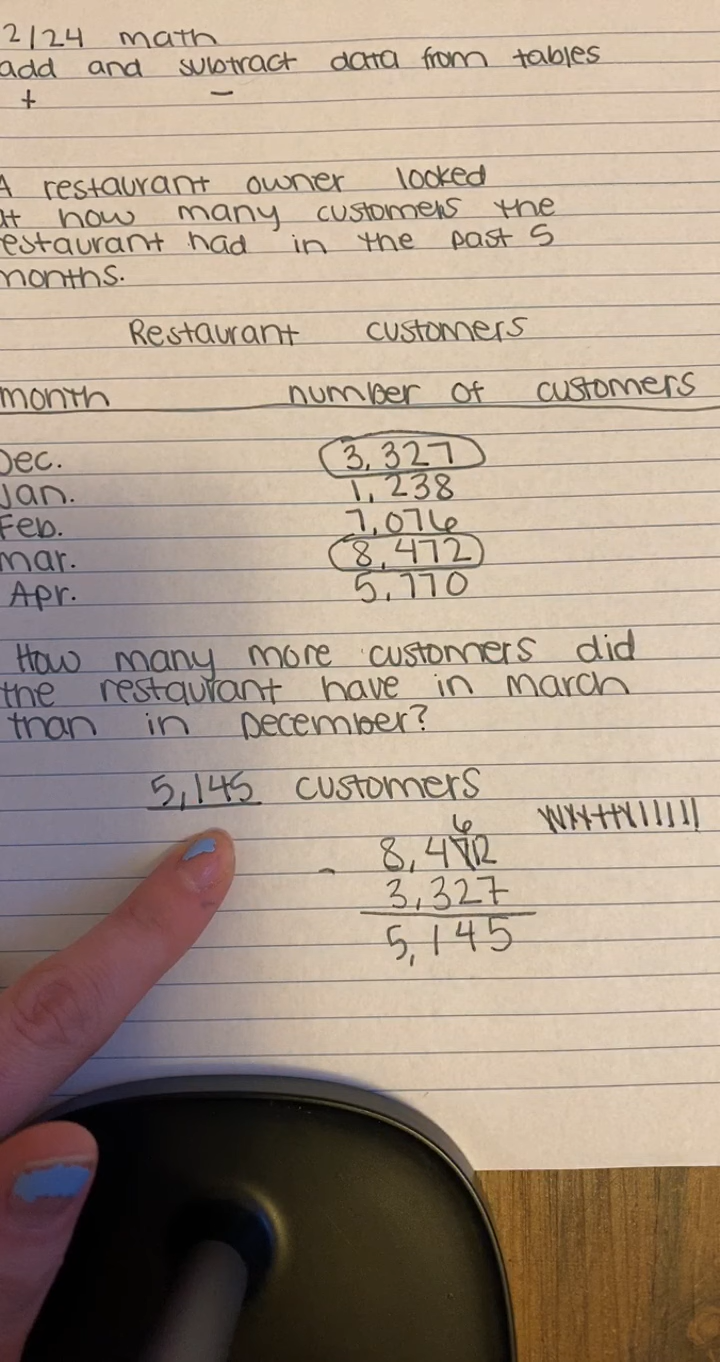 2/24 math
add and subtract data from tables
+ −
A restaurant owner looked
at how many customers the
restaurant had in the past 5
months.
Restaurant customers
month number of customers
Dec. 3,327
Jan. 1,238
Feb. 7,076
mar. 8,472
Apr. 5,770
How many more customers did
the restaurant have in march
than in December?
5,145 customers
6
8,4712
− 3,327
5,145